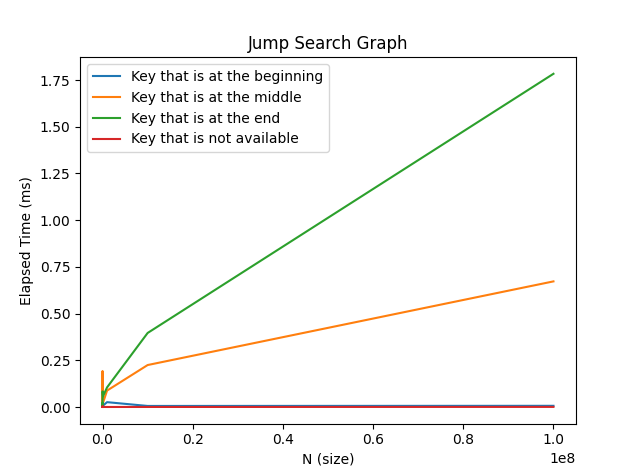 Jump Search Graph
Key that is at the beginning
Key that is at the middle
Key that is at the end
Key that is not available
Elapsed Time (ms)
1.75
1.50
1.25
1.00
0.75
0.50
0.25
0.00
0.0 0.2 0.4 0.6 0.8 1.0
1e8
N (size)